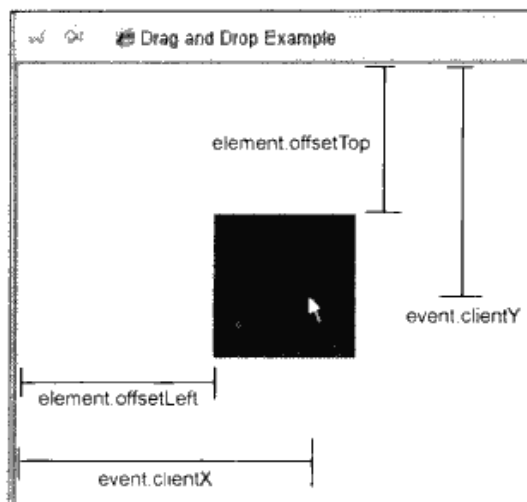 Drag and Drop Example
element.offsetTop
event.clientY
element.offsetLeft
event.clientX